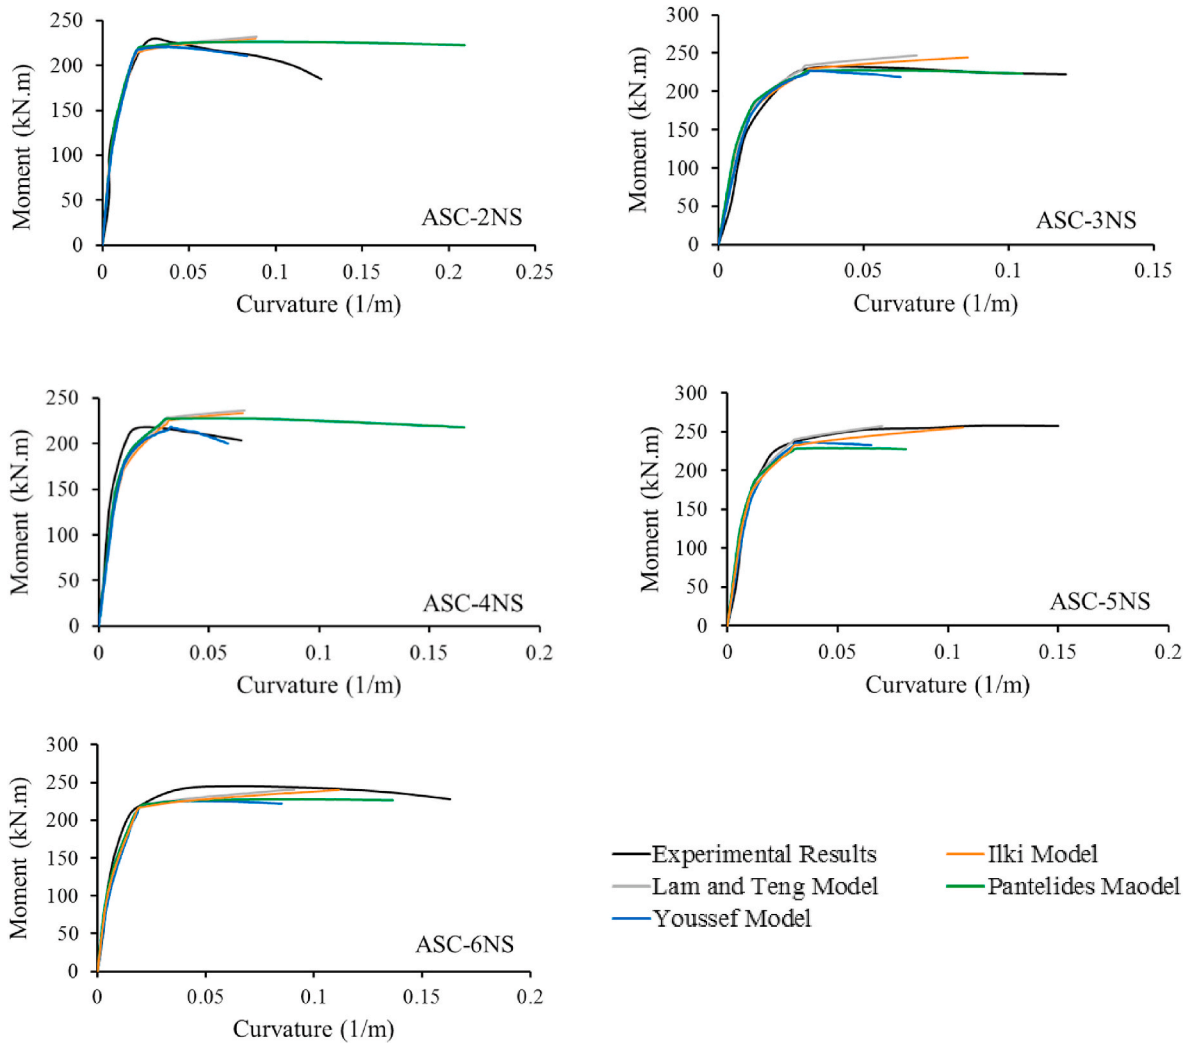 250
200
150
100
50
0
Moment (kN.m)
ASC-2NS
0 0.05 0.1 0.15 0.2 0.25
Curvature (1/m)
300
250
200
150
100
50
0
Moment (kN.m)
ASC-3NS
0 0.05 0.1 0.15
Curvature (1/m)
250
200
150
100
50
0
Moment (kN.m)
ASC-4NS
0 0.05 0.1 0.15 0.2
Curvature (1/m)
300
250
200
150
100
50
0
Moment (kN.m)
ASC-5NS
0 0.05 0.1 0.15 0.2
Curvature (1/m)
300
250
200
150
100
50
0
Moment (kN.m)
ASC-6NS
0 0.05 0.1 0.15 0.2
Curvature (1/m)
Experimental Results Ilki Model
Lam and Teng Model Pantelides Maodel
Youssef Model